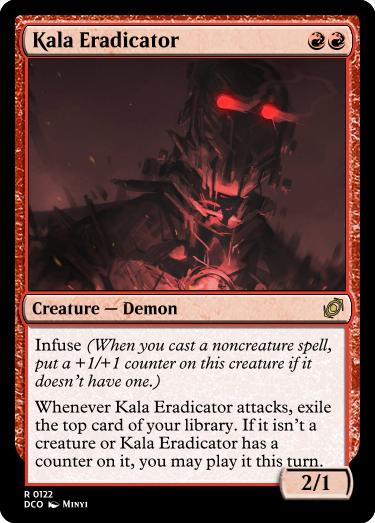 Kala Eradicator
Creature — Demon
Infuse (When you cast a noncreature spell,
put a +1/+1 counter on this creature if it
doesn't have one.)
Whenever Kala Eradicator attacks, exile
the top card of your library. If it isn't a
creature or Kala Eradicator has a
counter on it, you may play it this turn.
2/1
R 0122
DCO Minyi